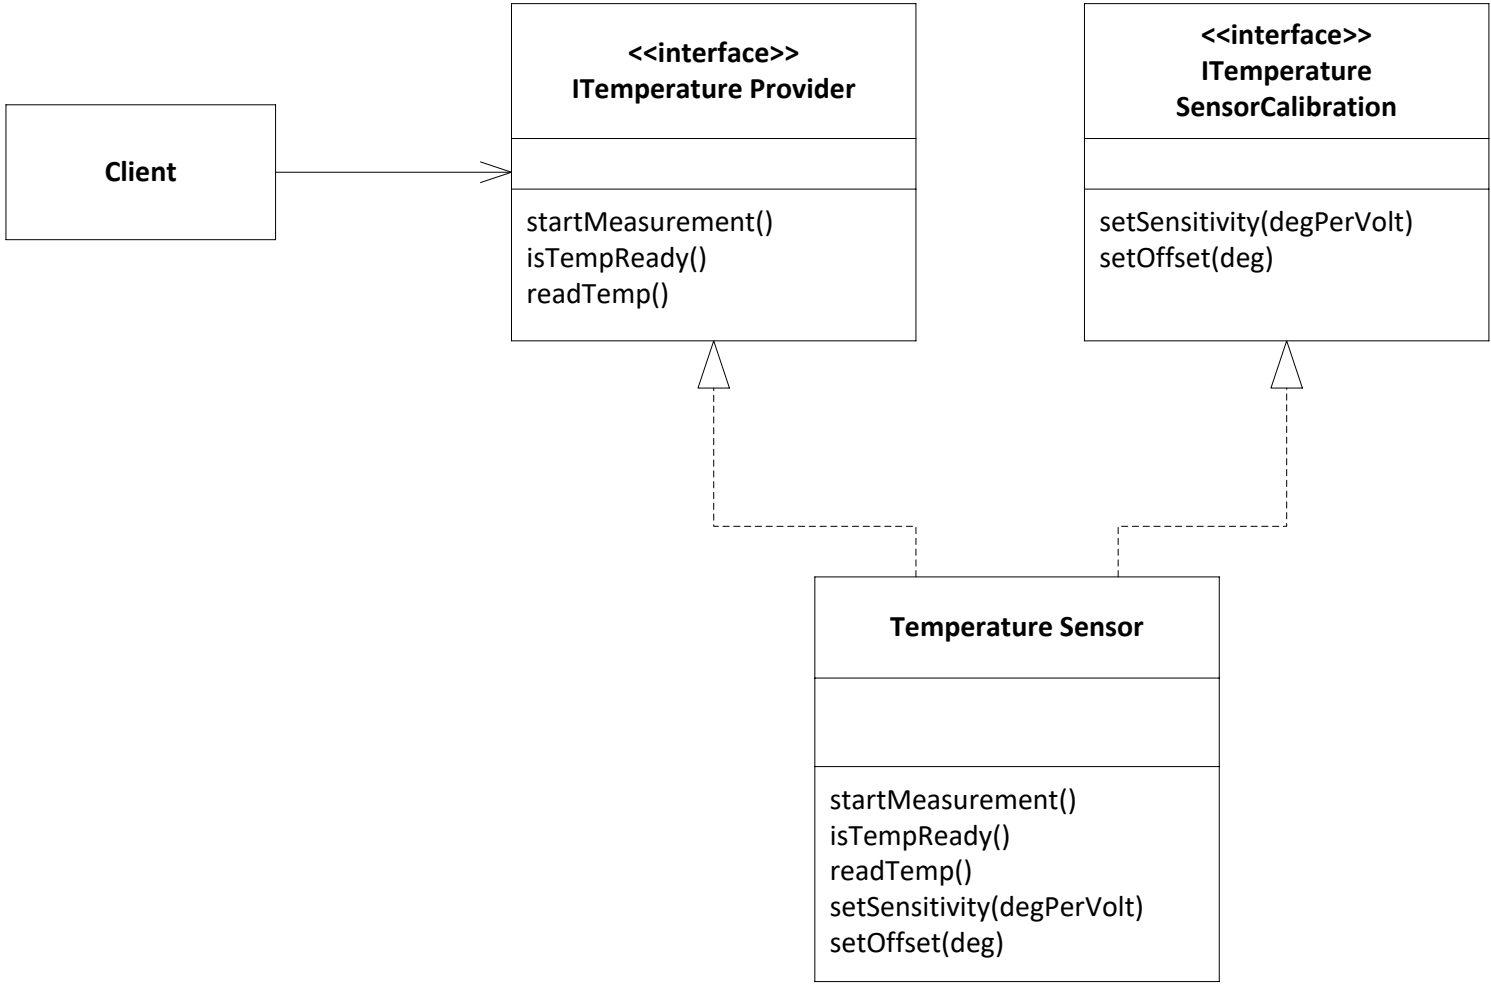 Client
<<interface>>
ITemperature Provider
startMeasurement()
isTempReady()
readTemp()
<<interface>>
ITemperature
SensorCalibration
setSensitivity(degPerVolt)
setOffset(deg)
Temperature Sensor
startMeasurement()
isTempReady()
readTemp()
setSensitivity(degPerVolt)
setOffset(deg)